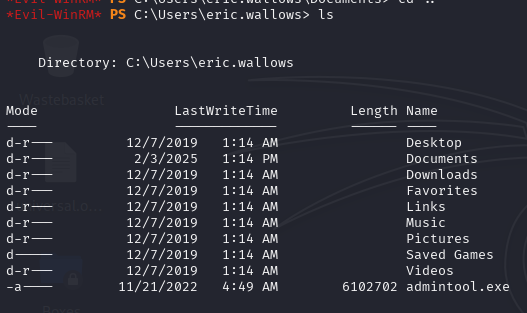 *Evil-WinRM* PS C:\Users\eric.wallows\Documents> cd ..
*Evil-WinRM* PS C:\Users\eric.wallows> ls
Directory: C:\Users\eric.wallows
Wastebasket
Mode LastWriteTime Length Name
---- ------------- ------ ----
d-r--- 12/7/2019 1:14 AM Desktop
d-r--- 2/3/2025 1:14 PM Documents
d-r--- 12/7/2019 1:14 AM Downloads
d-r--- 12/7/2019 1:14 AM Favorites
d-r--- 12/7/2019 1:14 AM Links
d-r--- 12/7/2019 1:14 AM Music
d-r--- 12/7/2019 1:14 AM Pictures
d----- 12/7/2019 1:14 AM Saved Games
d-r--- 12/7/2019 1:14 AM Videos
-a---- 11/21/2022 4:49 AM 6102702 admintool.exe